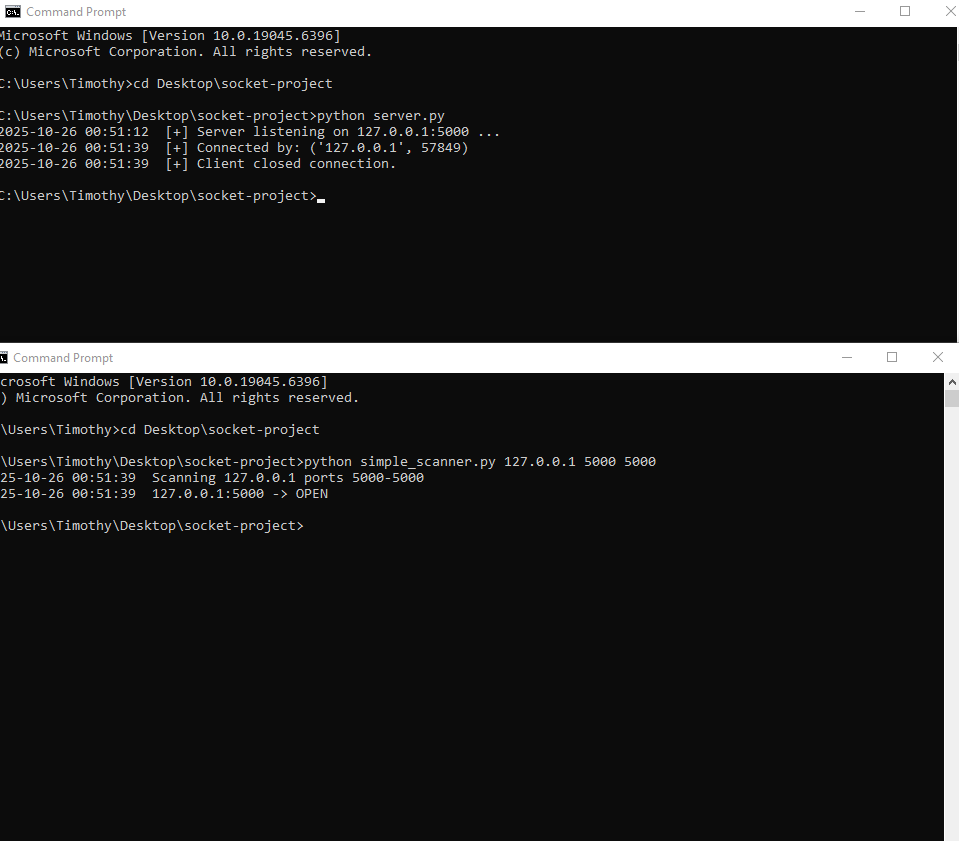 Command Prompt
Microsoft Windows [Version 10.0.19045.6396]
(c) Microsoft Corporation. All rights reserved.
C:\Users\Timothy>cd Desktop\socket-project
C:\Users\Timothy\Desktop\socket-project>python server.py
2025-10-26 00:51:12  [+] Server listening on 127.0.0.1:5000 ...
2025-10-26 00:51:39  [+] Connected by: ('127.0.0.1', 57849)
2025-10-26 00:51:39  [+] Client closed connection.
C:\Users\Timothy\Desktop\socket-project>
Command Prompt
crosoft Windows [Version 10.0.19045.6396]
) Microsoft Corporation. All rights reserved.
\Users\Timothy>cd Desktop\socket-project
\Users\Timothy\Desktop\socket-project>python simple_scanner.py 127.0.0.1 5000 5000
25-10-26 00:51:39  Scanning 127.0.0.1 ports 5000-5000
25-10-26 00:51:39  127.0.0.1:5000 -> OPEN
\Users\Timothy\Desktop\socket-project>